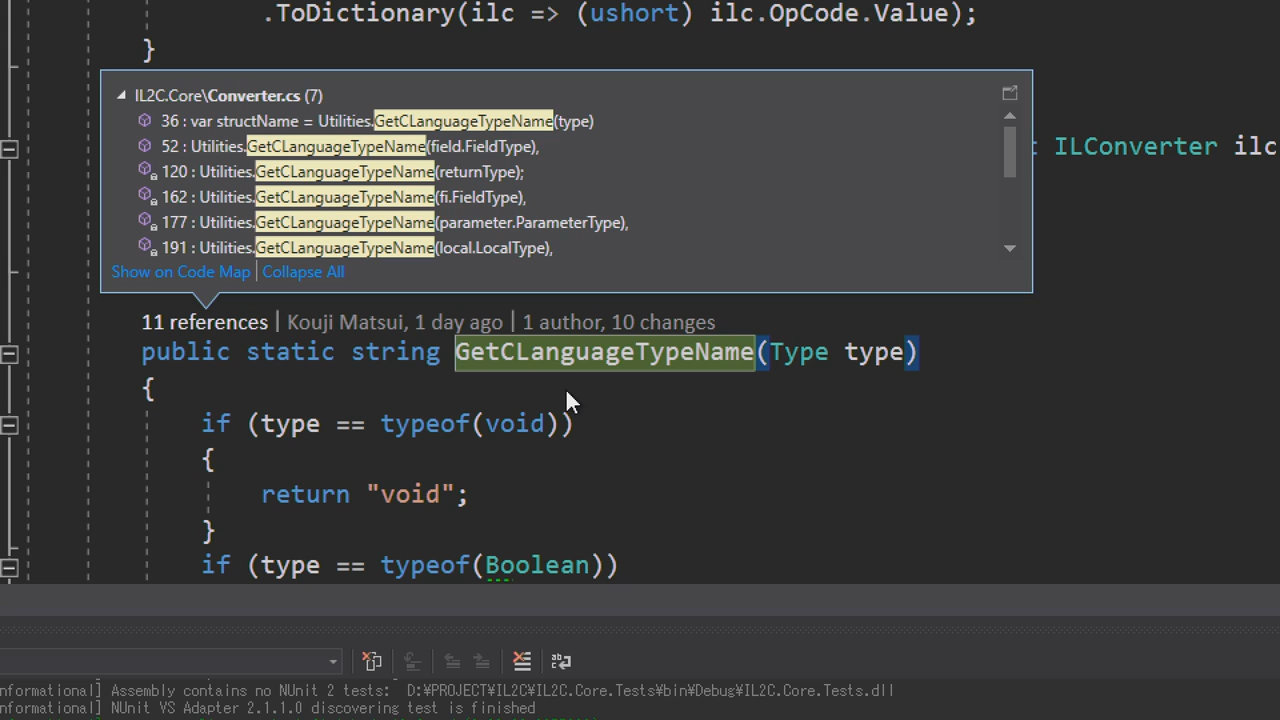 .ToDictionary(ilc => (ushort) ilc.OpCode.Value);
}
IL2C.Core\Converter.cs (7)
36 : var structName = Utilities.GetCLanguageTypeName(type)
52 : Utilities.GetCLanguageTypeName(field.FieldType),
120 : Utilities.GetCLanguageTypeName(returnType);
162 : Utilities.GetCLanguageTypeName(fi.FieldType),
177 : Utilities.GetCLanguageTypeName(parameter.ParameterType),
191 : Utilities.GetCLanguageTypeName(local.LocalType),
Show on Code Map | Collapse All
ILConverter ilc
11 references | Kouji Matsui, 1 day ago | 1 author, 10 changes
public static string GetCLanguageTypeName(Type type)
{
if (type == typeof(void))
{
return "void";
}
if (type == typeof(Boolean))
nformational] Assembly contains no NUnit 2 tests: D:¥PROJECT¥IL2C¥IL2C.Core.Tests¥bin¥Debug¥IL2C.Core.Tests.dll
nformational] NUnit VS Adapter 2.1.1.0 discovering test is finished